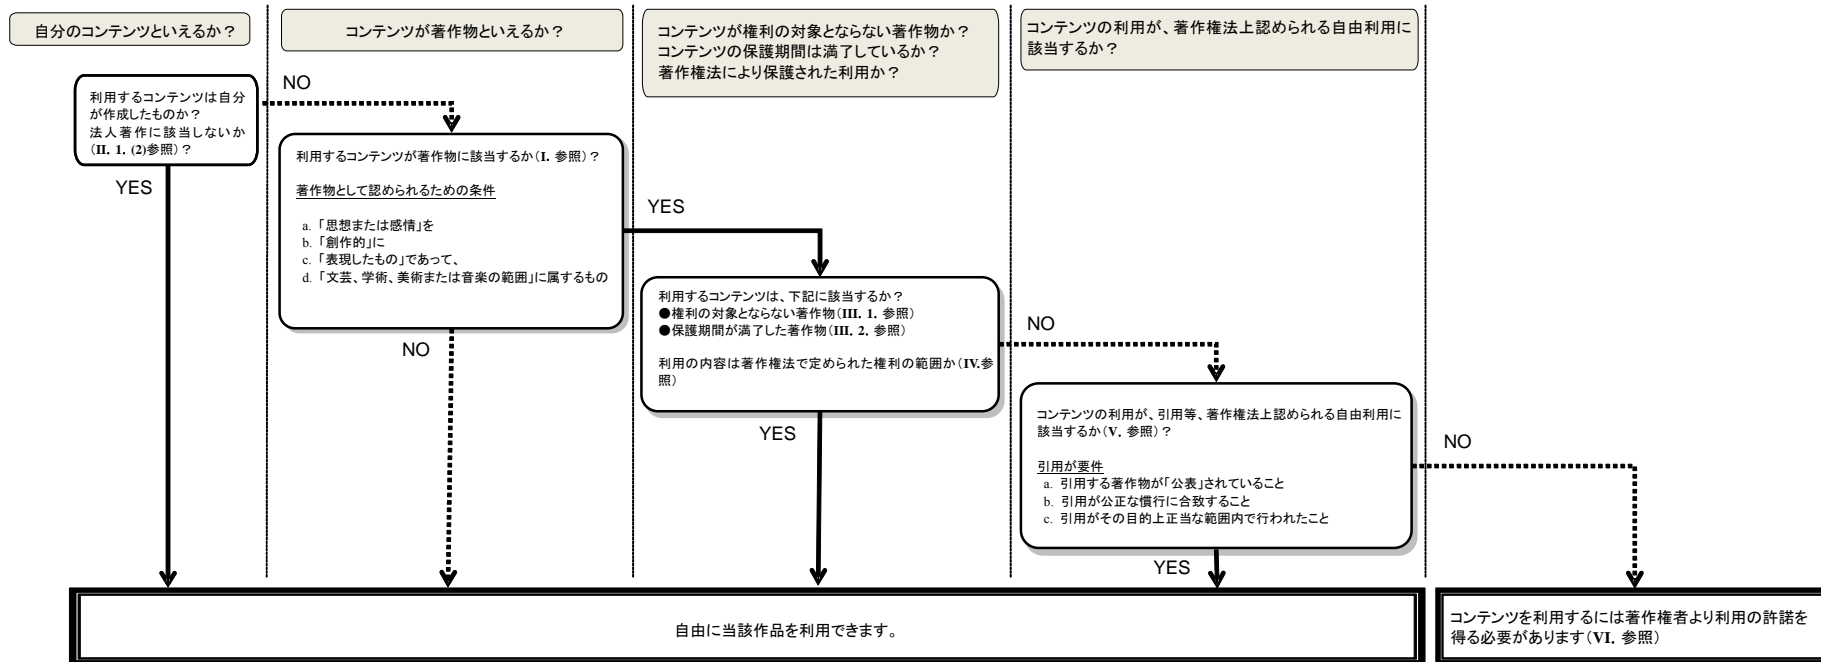 自分のコンテンツといえるか？
コンテンツが著作物といえるか？
コンテンツが権利の対象とならない著作物か？
コンテンツの保護期間は満了しているか？
著作権法により保護された利用か？
コンテンツの利用が、著作権法上認められる自由利用に
該当するか？
利用するコンテンツは自分
が作成したものか？
法人著作に該当しないか
（II. 1. (2)参照）？
NO
YES
利用するコンテンツが著作物に該当するか（I. 参照）？
著作物として認められるための条件
a. 「思想または感情」を
b. 「創作的」に
c. 「表現したもの」であって、
d. 「文芸、学術、美術または音楽の範囲」に属するもの
YES
NO
利用するコンテンツは、下記に該当するか？
●権利の対象とならない著作物（III. 1. 参照）
●保護期間が満了した著作物（III. 2. 参照）
利用の内容は著作権法で定められた権利の範囲か（IV.参
照）
NO
YES
コンテンツの利用が、引用等、著作権法上認められる自由利用に
該当するか（V. 参照）？
引用が要件
a. 引用する著作物が「公表」されていること
b. 引用が公正な慣行に合致すること
c. 引用がその目的上正当な範囲内で行われたこと
NO
YES
自由に当該作品を利用できます。
コンテンツを利用するには著作権者より利用の許諾を
得る必要があります（VI. 参照）